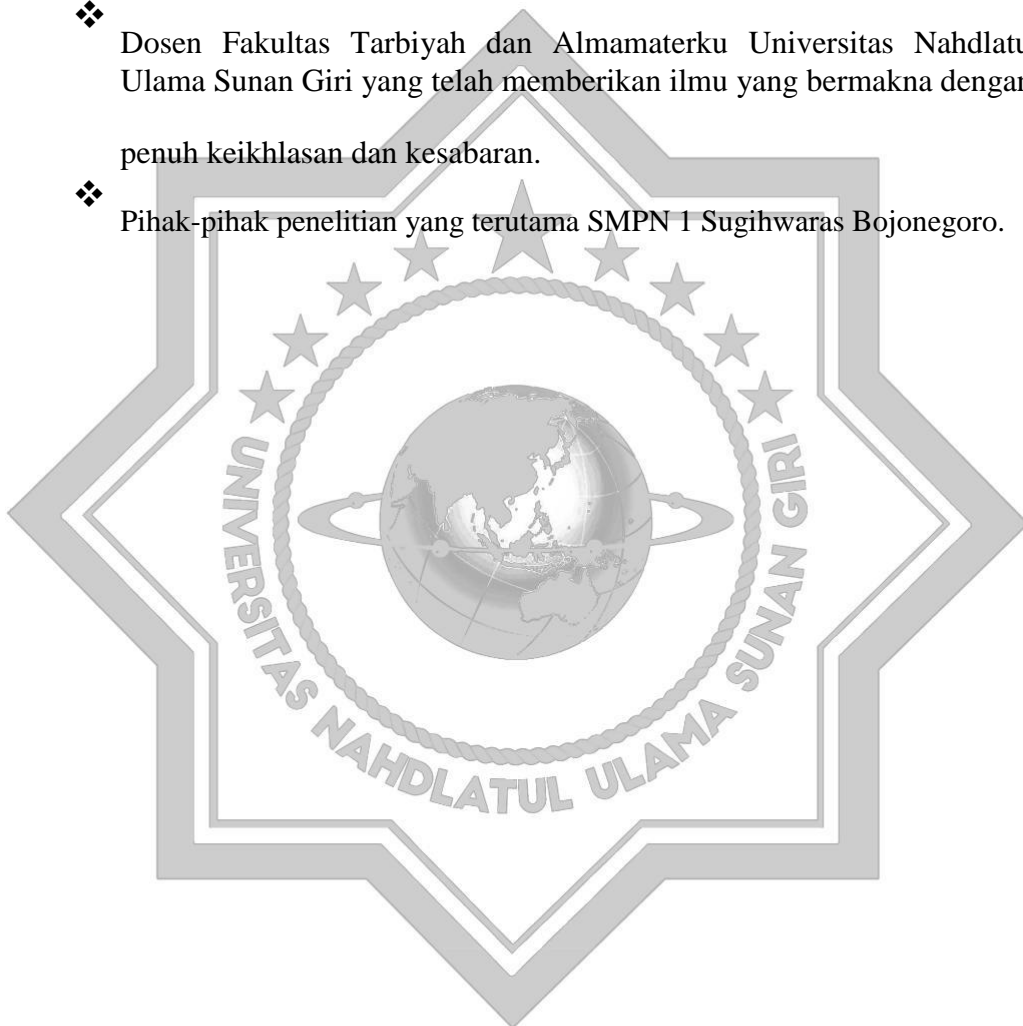 ❖
Dosen Fakultas Tarbiyah dan Almamaterku Universitas Nahdlatu
Ulama Sunan Giri yang telah memberikan ilmu yang bermakna dengan
penuh keikhlasan dan kesabaran.
❖
Pihak-pihak penelitian yang terutama SMPN 1 Sugihwaras Bojonegoro.
UNIVERSITAS NAHDLATUL ULAMA SUNAN GIRI